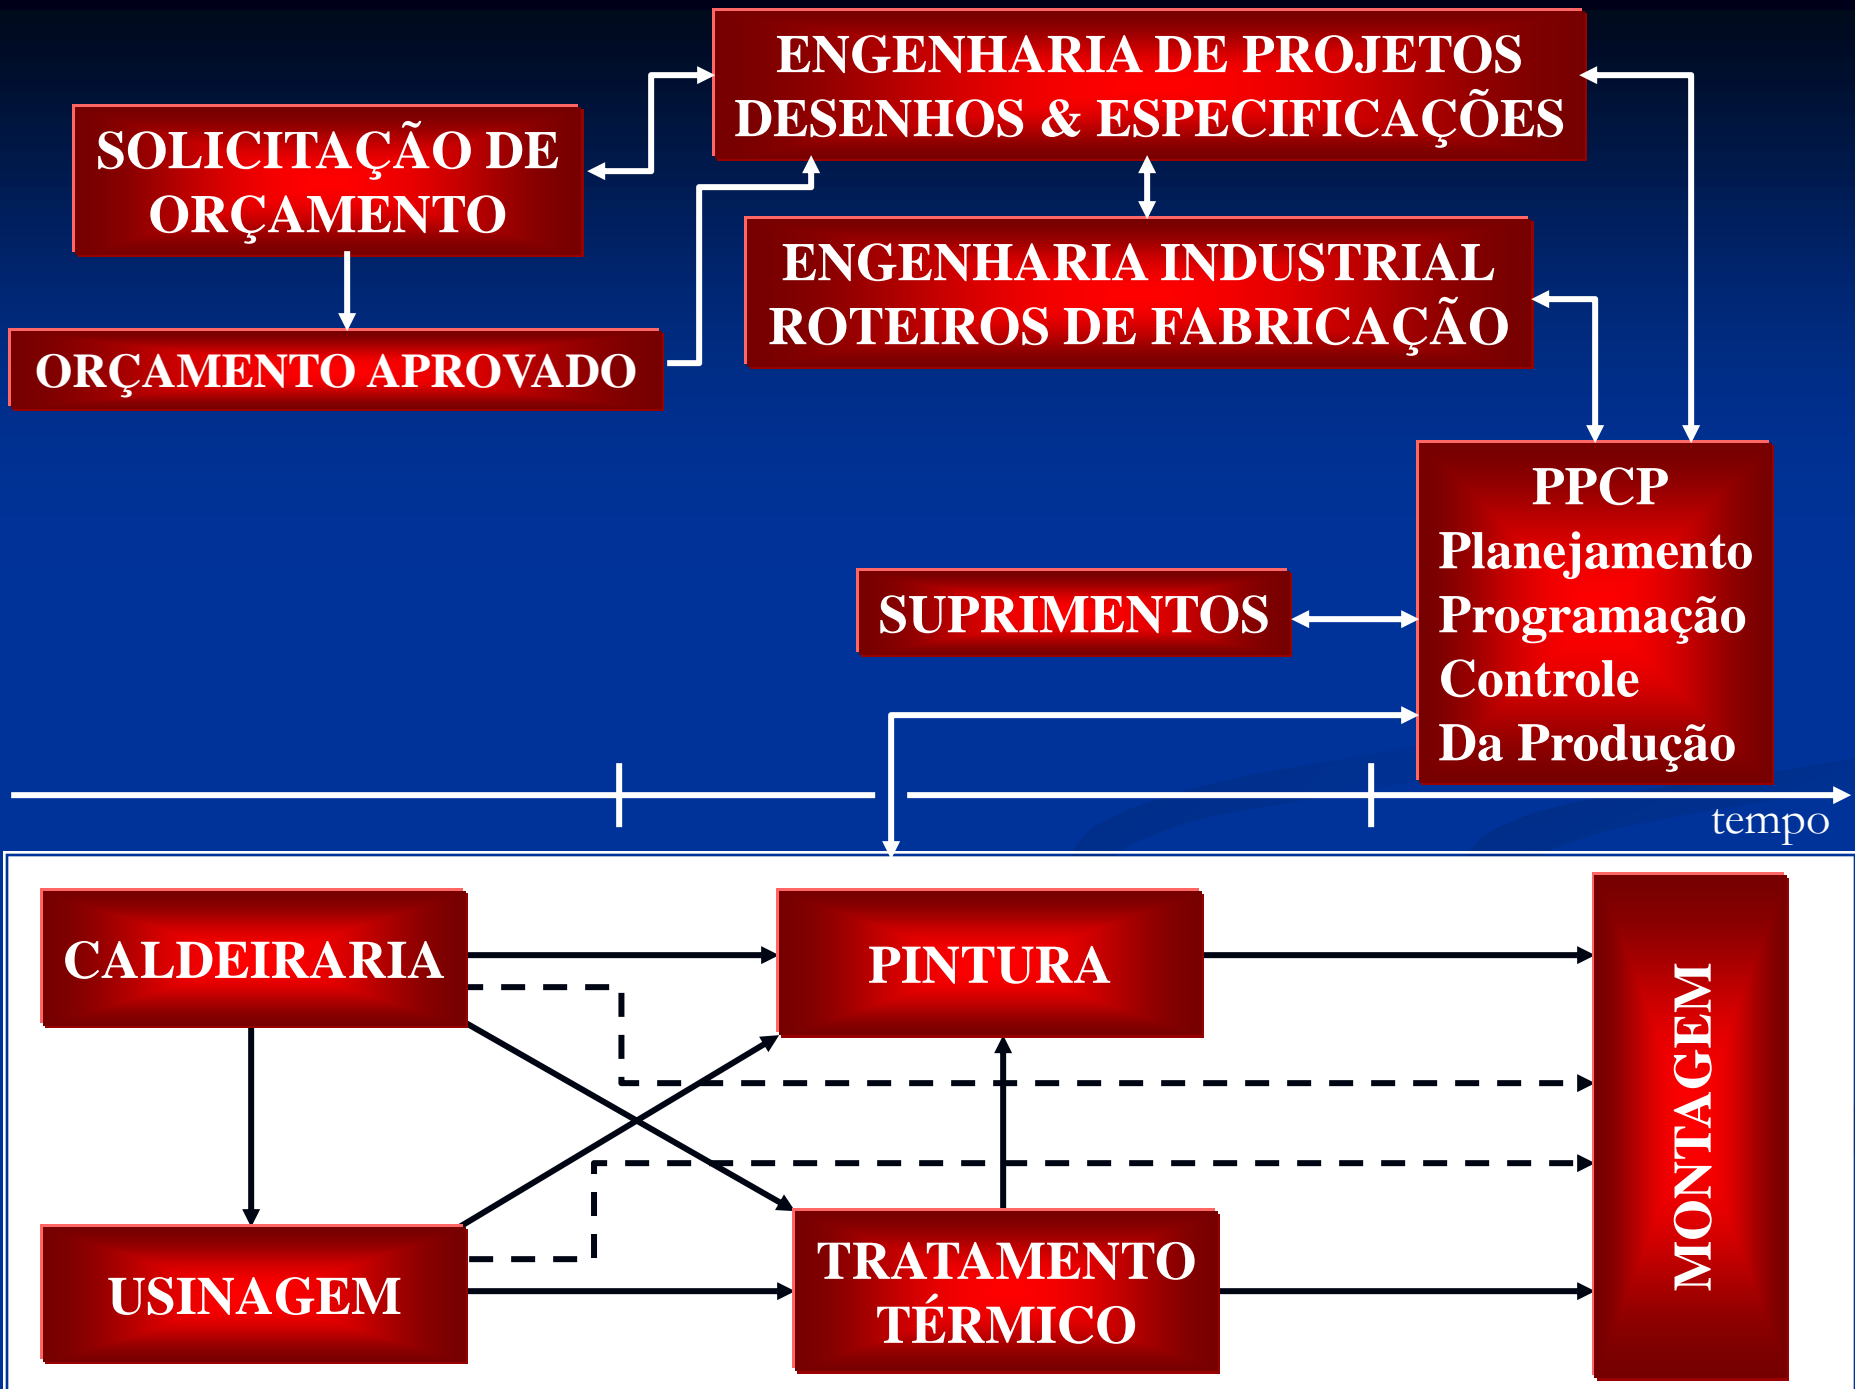 ENGENHARIA DE PROJETOS
DESENHOS & ESPECIFICAÇÕES
SOLICITAÇÃO DE
ORÇAMENTO
ENGENHARIA INDUSTRIAL
ROTEIROS DE FABRICAÇÃO
ORÇAMENTO APROVADO
PPCP
Planejamento
Programação
Controle
Da Produção
SUPRIMENTOS
tempo
CALDEIRARIA
PINTURA
MONTAGEM
USINAGEM
TRATAMENTO
TÉRMICO